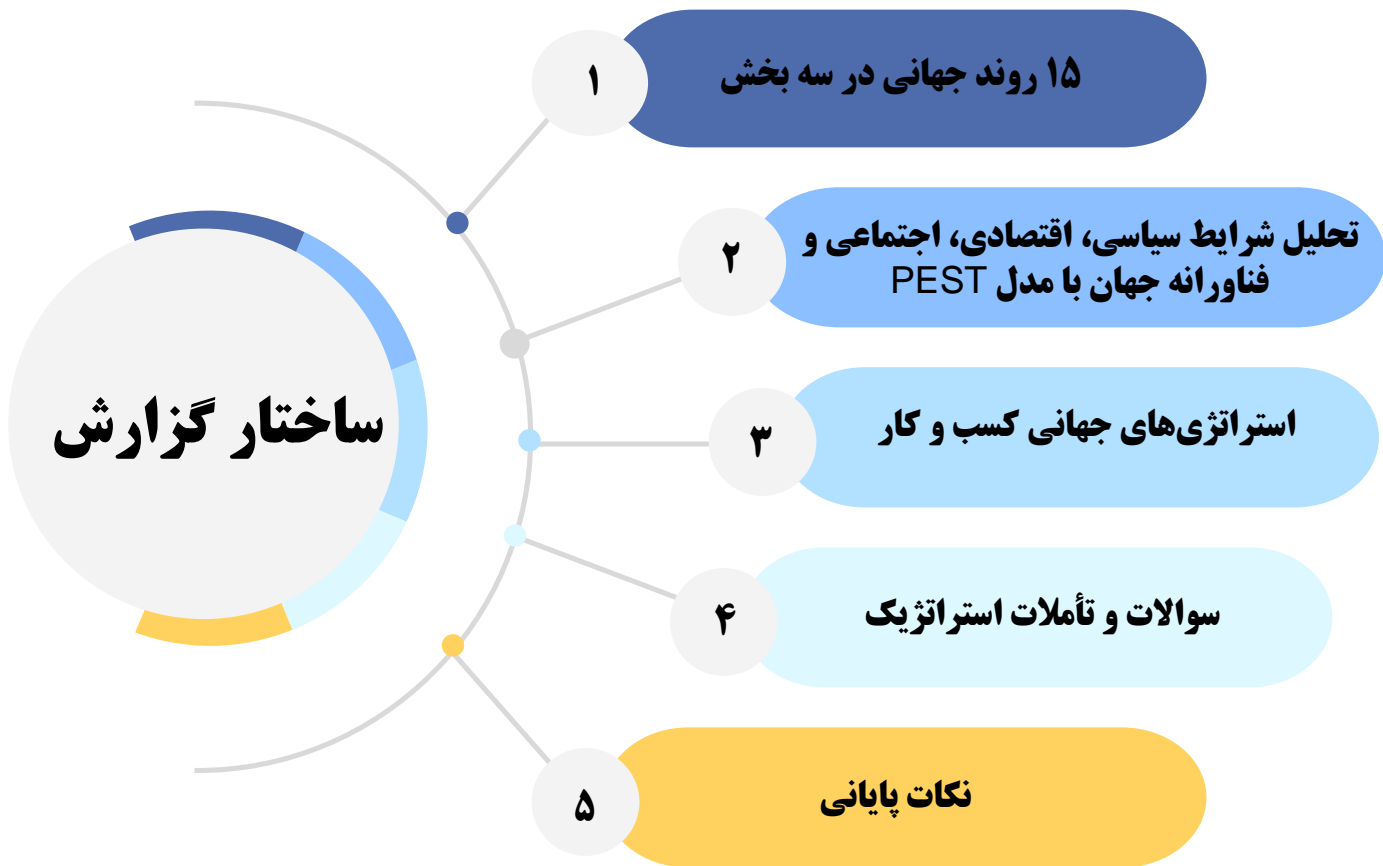 ساختار گزارش
۱
۱۵ روند جهانی در سه بخش
۲
تحلیل شرایط سیاسی، اقتصادی، اجتماعی و
فناورانه جهان با مدل PEST
۳
استراتژی‌های جهانی کسب و کار
۴
سوالات و تأملات استراتژیک
۵
نکات پایانی